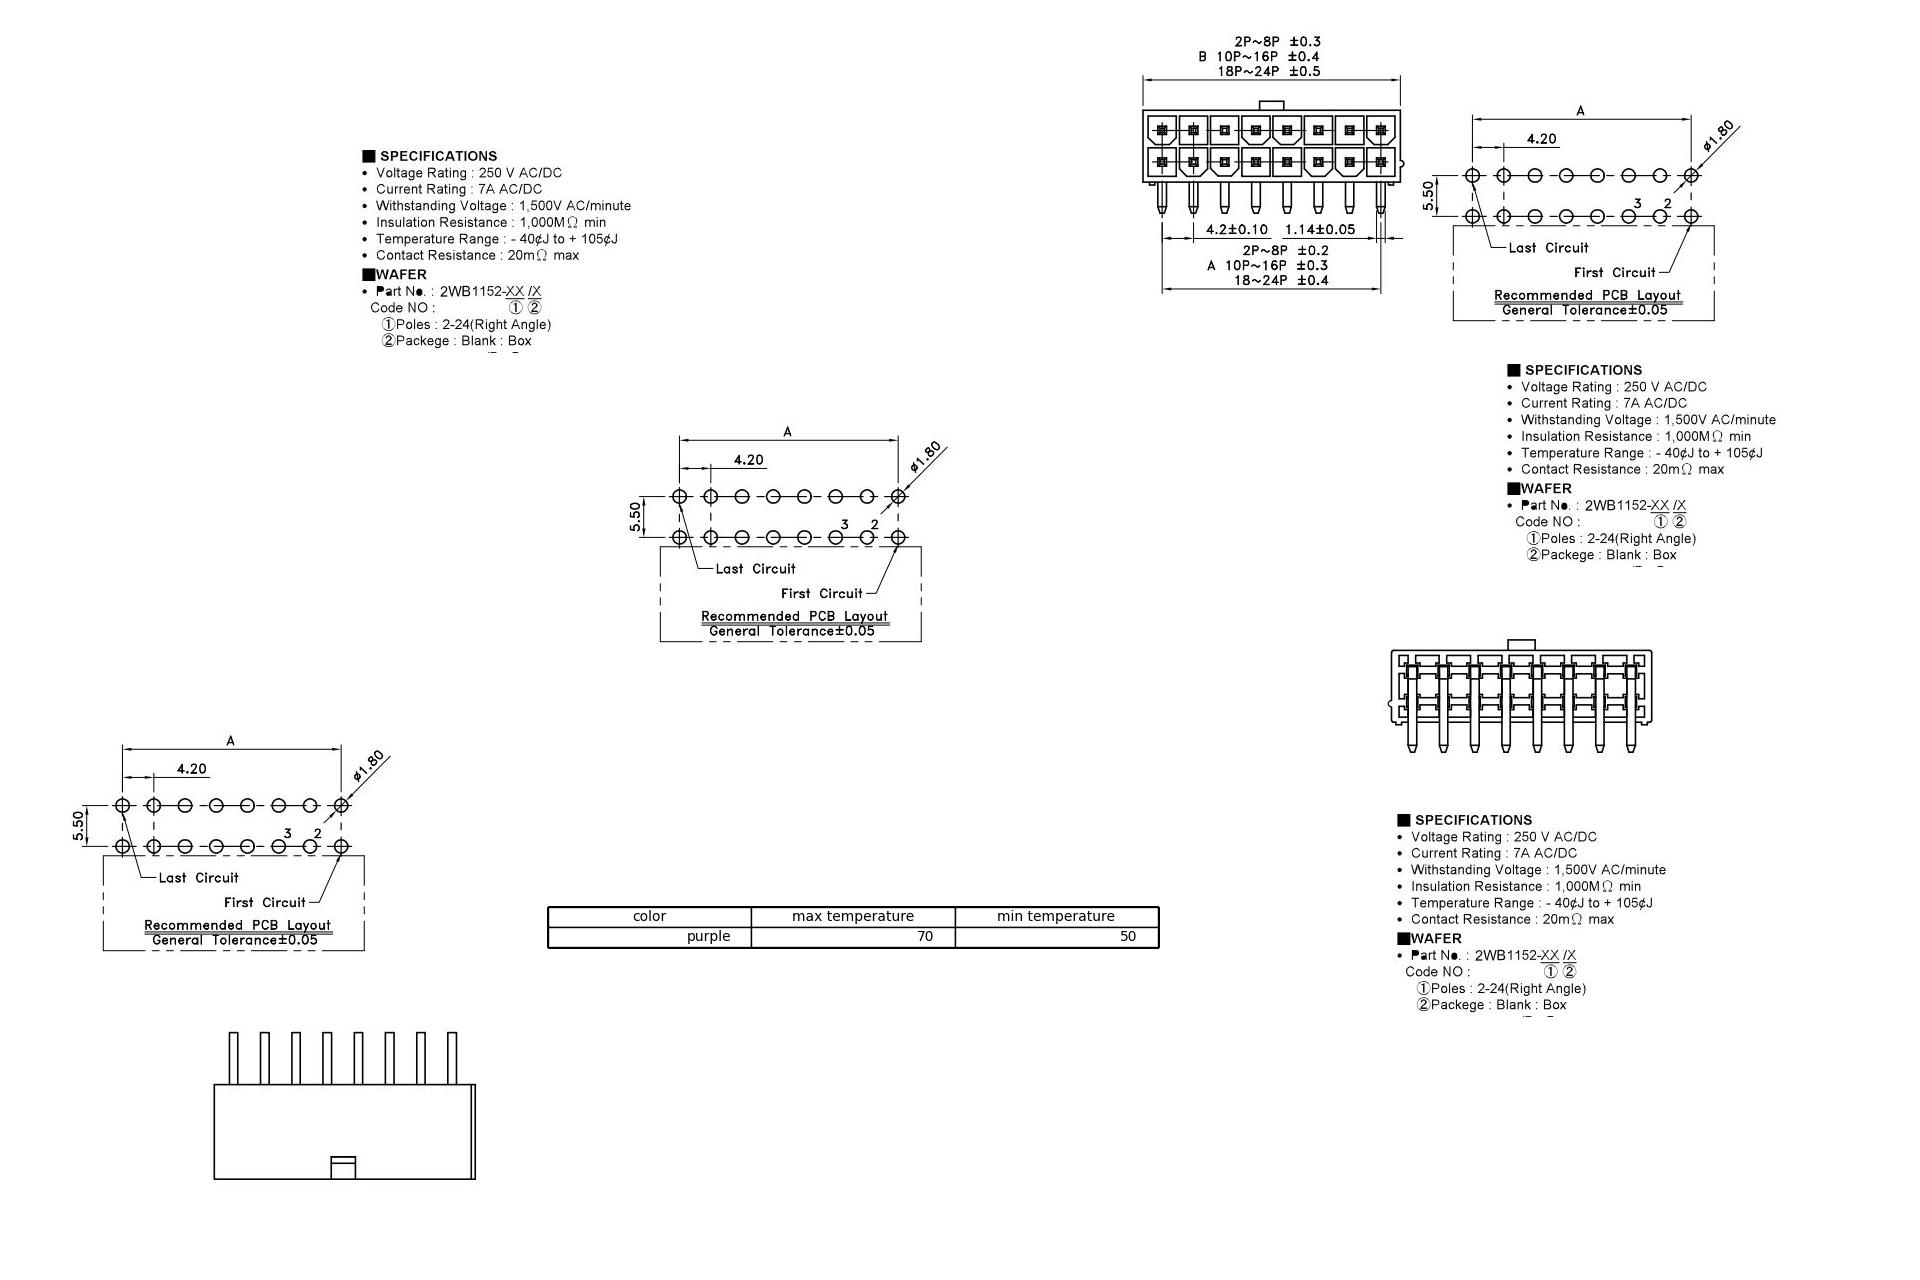 2P~8P ±0.3
B 10P~16P ±0.4
18P~24P ±0.5
4.2±0.10
1.14±0.05
2P~8P ±0.2
A 10P~16P ±0.3
18~24P ±0.4
A
4.20
ø1.80
5.50
3 2
Last Circuit
First Circuit
Recommended PCB Layout
General Tolerance±0.05
■ SPECIFICATIONS
• Voltage Rating : 250 V AC/DC
• Current Rating : 7A AC/DC
• Withstanding Voltage : 1,500V AC/minute
• Insulation Resistance : 1,000MΩ min
• Temperature Range : - 40¢J to + 105¢J
• Contact Resistance : 20mΩ max
■WAFER
• Part No. : 2WB1152-XX /X
Code NO : ① ②
①Poles : 2-24(Right Angle)
②Packege : Blank : Box
■ SPECIFICATIONS
• Voltage Rating : 250 V AC/DC
• Current Rating : 7A AC/DC
• Withstanding Voltage : 1,500V AC/minute
• Insulation Resistance : 1,000MΩ min
• Temperature Range : - 40¢J to + 105¢J
• Contact Resistance : 20mΩ max
■WAFER
• Part No. : 2WB1152-XX /X
Code NO : ① ②
①Poles : 2-24(Right Angle)
②Packege : Blank : Box
A
4.20
ø1.80
5.50
3 2
Last Circuit
First Circuit
Recommended PCB Layout
General Tolerance±0.05
A
4.20
ø1.80
5.50
3 2
Last Circuit
First Circuit
Recommended PCB Layout
General Tolerance±0.05
■ SPECIFICATIONS
• Voltage Rating : 250 V AC/DC
• Current Rating : 7A AC/DC
• Withstanding Voltage : 1,500V AC/minute
• Insulation Resistance : 1,000MΩ min
• Temperature Range : - 40¢J to + 105¢J
• Contact Resistance : 20mΩ max
■WAFER
• Part No. : 2WB1152-XX /X
Code NO : ① ②
①Poles : 2-24(Right Angle)
②Packege : Blank : Box
color max temperature min temperature
purple 70 50